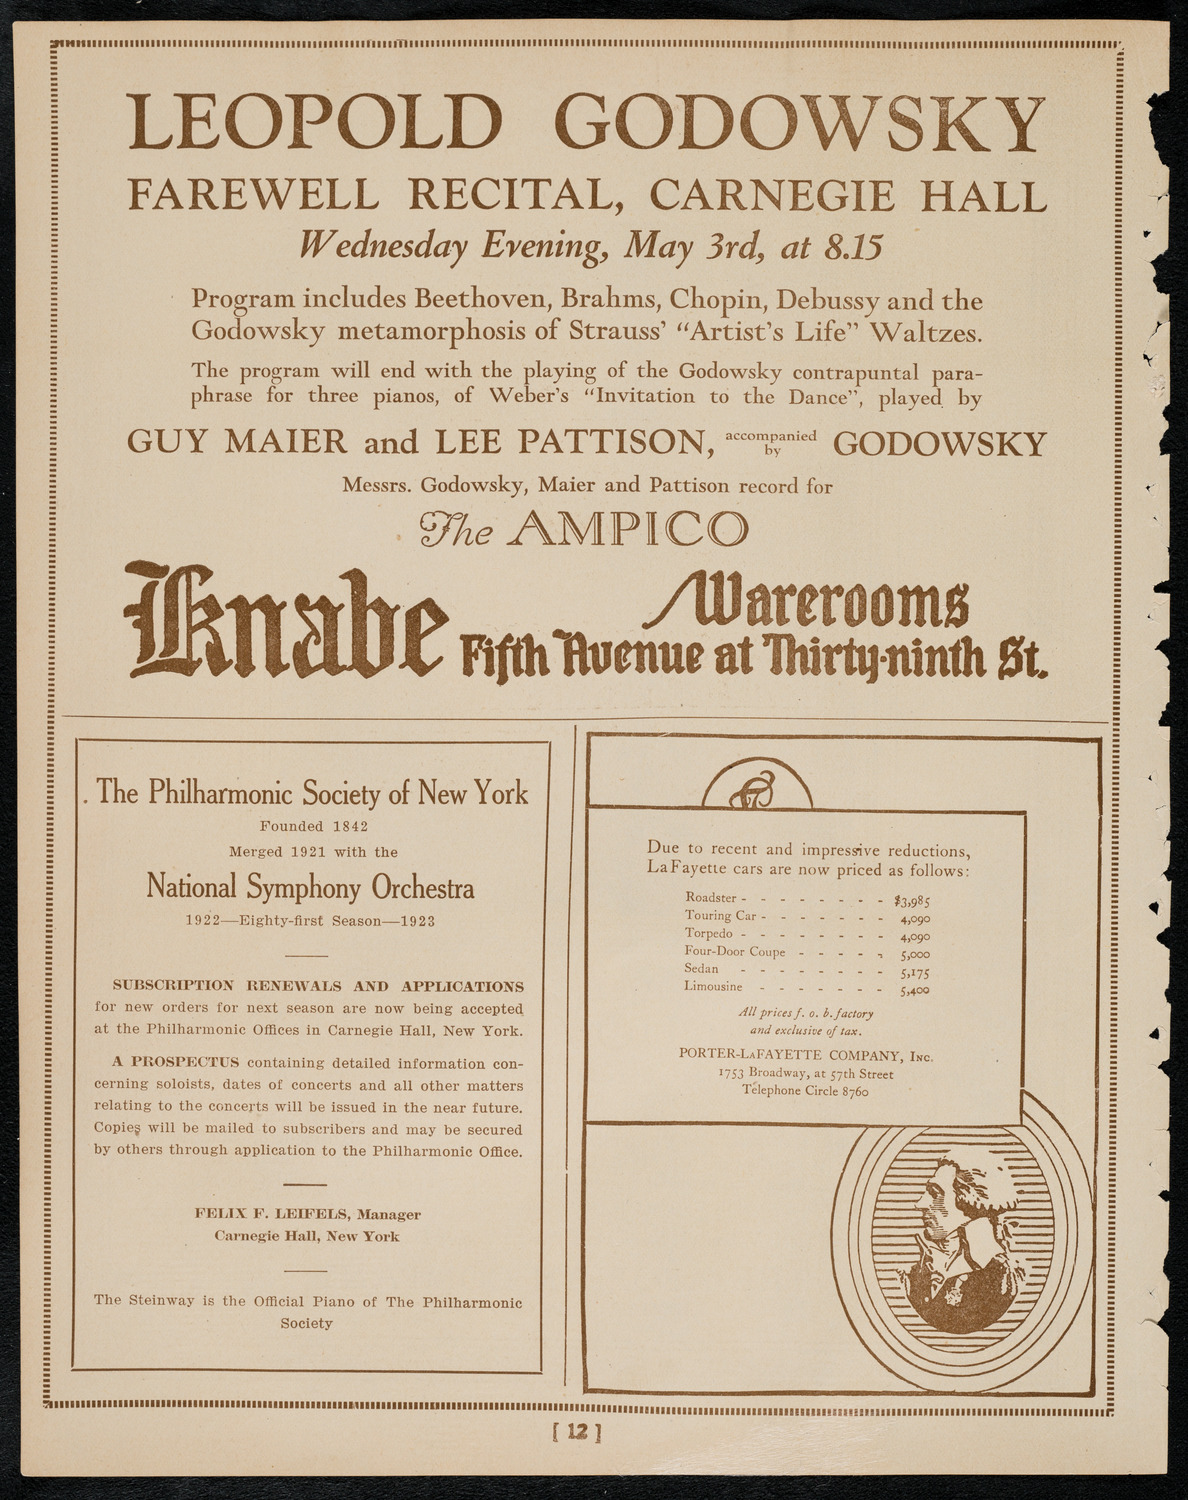 LEOPOLD GODOWSKY
FAREWELL RECITAL, CARNEGIE HALL
Wednesday Evening, May 3rd, at 8.15
Program includes Beethoven, Brahms, Chopin, Debussy and the
Godowsky metamorphosis of Strauss' "Artist's Life" Waltzes.
The program will end with the playing of the Godowsky contrapuntal para-
phrase for three pianos, of Weber's "Invitation to the Dance", played by
GUY MAIER and LEE PATTISON, accompanied by GODOWSKY
Messrs. Godowsky, Maier and Pattison record for
The AMPICO
Knabe Warerooms
Fifth Avenue at Thirty-ninth St.
The Philharmonic Society of New York
Founded 1842
Merged 1921 with the
National Symphony Orchestra
1922—Eighty-first Season—1923
SUBSCRIPTION RENEWALS AND APPLICATIONS
for new orders for next season are now being accepted
at the Philharmonic Offices in Carnegie Hall, New York.
A PROSPECTUS containing detailed information con-
cerning soloists, dates of concerts and all other matters
relating to the concerts will be issued in the near future.
Copies will be mailed to subscribers and may be secured
by others through application to the Philharmonic Office.
FELIX F. LEIFELS, Manager
Carnegie Hall, New York
The Steinway is the Official Piano of The Philharmonic
Society
Due to recent and impressive reductions,
LaFayette cars are now priced as follows:
Roadster - - - - - - - - $3,985
Touring Car - - - - - - - 4,090
Torpedo - - - - - - - - 4,090
Four-Door Coupe - - - - - 5,000
Sedan - - - - - - - - 5,175
Limousine - - - - - - - 5,400
All prices f. o. b. factory
and exclusive of tax.
PORTER-LAFAYETTE COMPANY, INC.
1753 Broadway, at 57th Street
Telephone Circle 8760
[ 12 ]